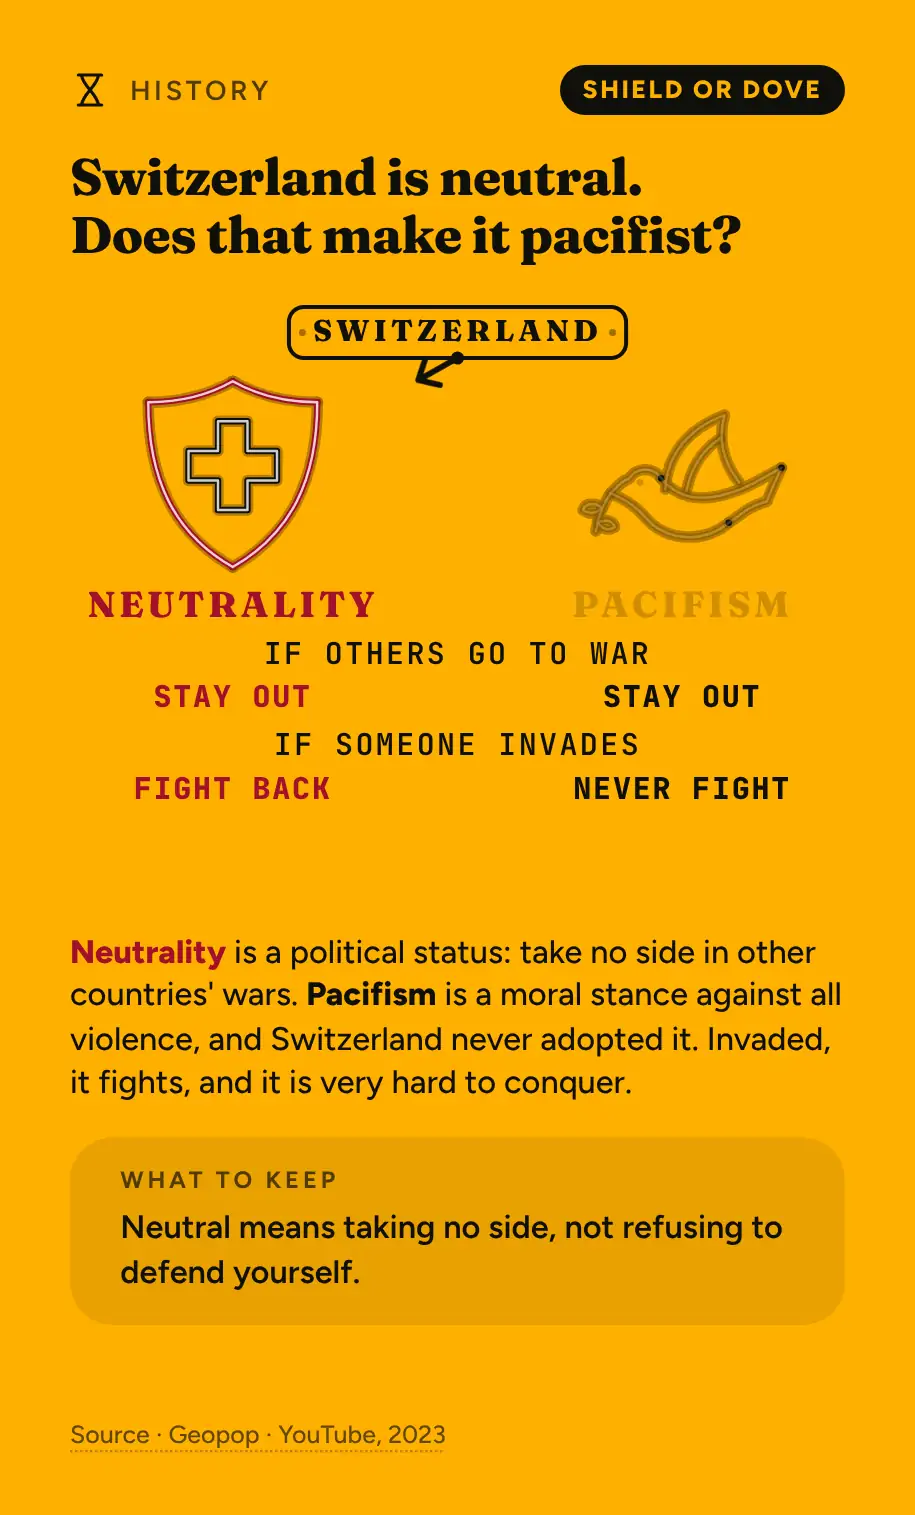 HISTORY
SHIELD OR DOVE
Switzerland is neutral.
Does that make it pacifist?
SWITZERLAND
NEUTRALITY
PACIFISM
IF OTHERS GO TO WAR
STAY OUT
STAY OUT
IF SOMEONE INVADES
FIGHT BACK
NEVER FIGHT
Neutrality is a political status: take no side in other
countries' wars. Pacifism is a moral stance against all
violence, and Switzerland never adopted it. Invaded,
it fights, and it is very hard to conquer.
WHAT TO KEEP
Neutral means taking no side, not refusing to
defend yourself.
Source · Geopop · YouTube, 2023